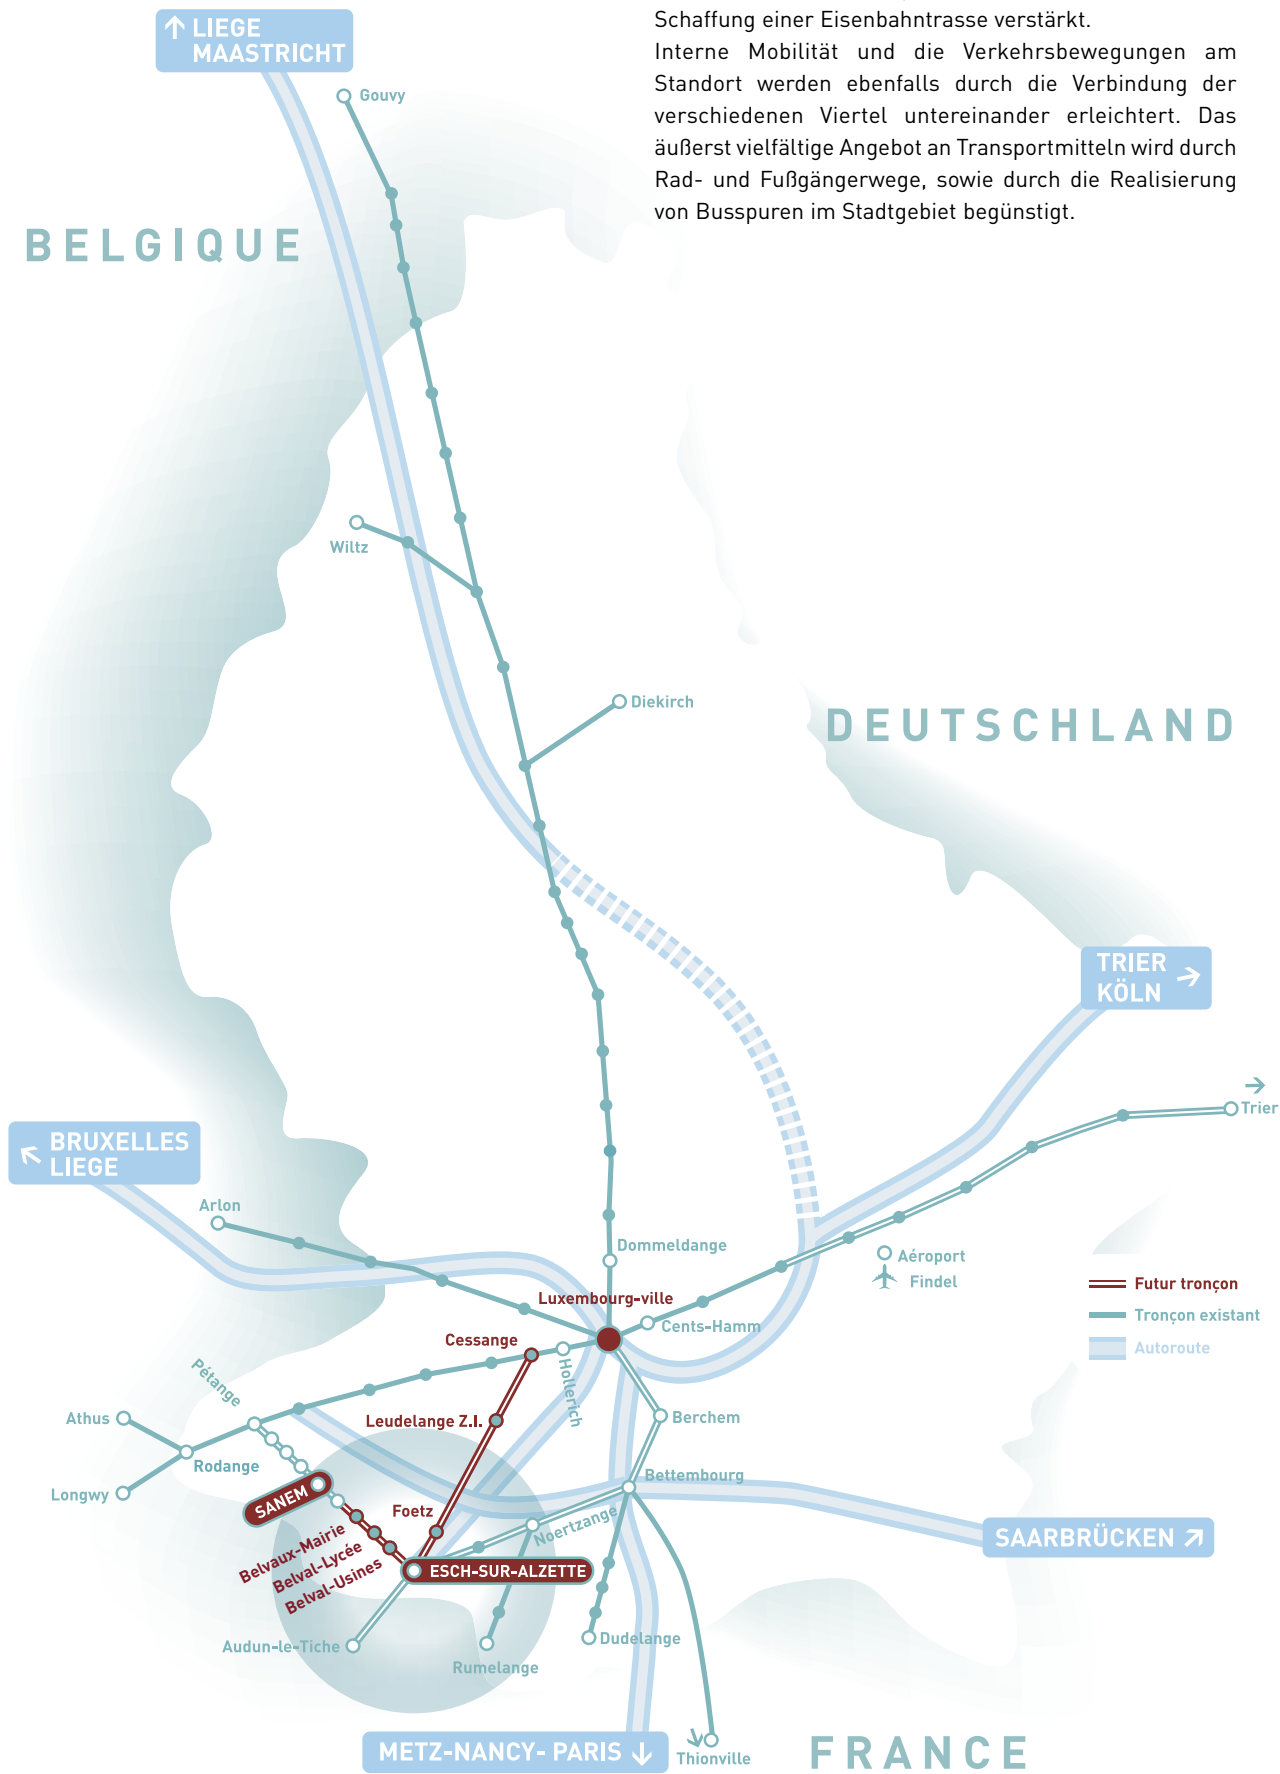 Schaffung einer Eisenbahntrasse verstärkt.
Interne Mobilität und die Verkehrsbewegungen am
Standort werden ebenfalls durch die Verbindung der
verschiedenen Viertel untereinander erleichtert. Das
äußerst vielfältige Angebot an Transportmitteln wird durch
Rad- und Fußgängerwege, sowie durch die Realisierung
von Busspuren im Stadtgebiet begünstigt.
↑ LIEGE
MAASTRICHT
Gouvy
BELGIQUE
Wiltz
Diekirch
DEUTSCHLAND
TRIER →
KÖLN
→
Trier
↖ BRUXELLES
LIEGE
Arlon
Dommeldange
Aéroport
Findel
Luxembourg-ville
Cents-Hamm
Futur tronçon
Tronçon existant
Autoroute
Cessange
Hollerich
Pétange
Athus
Leudelange Z.I.
Berchem
Rodange
Bettembourg
Longwy
SANEM
Foetz
Noertzange
SAARBRÜCKEN ↗
Belvaux-Mairie
Belval-Lycée
Belval-Usines
ESCH-SUR-ALZETTE
Audun-le-Tiche
Dudelange
Rumelange
METZ-NANCY- PARIS ↓
Thionville
FRANCE